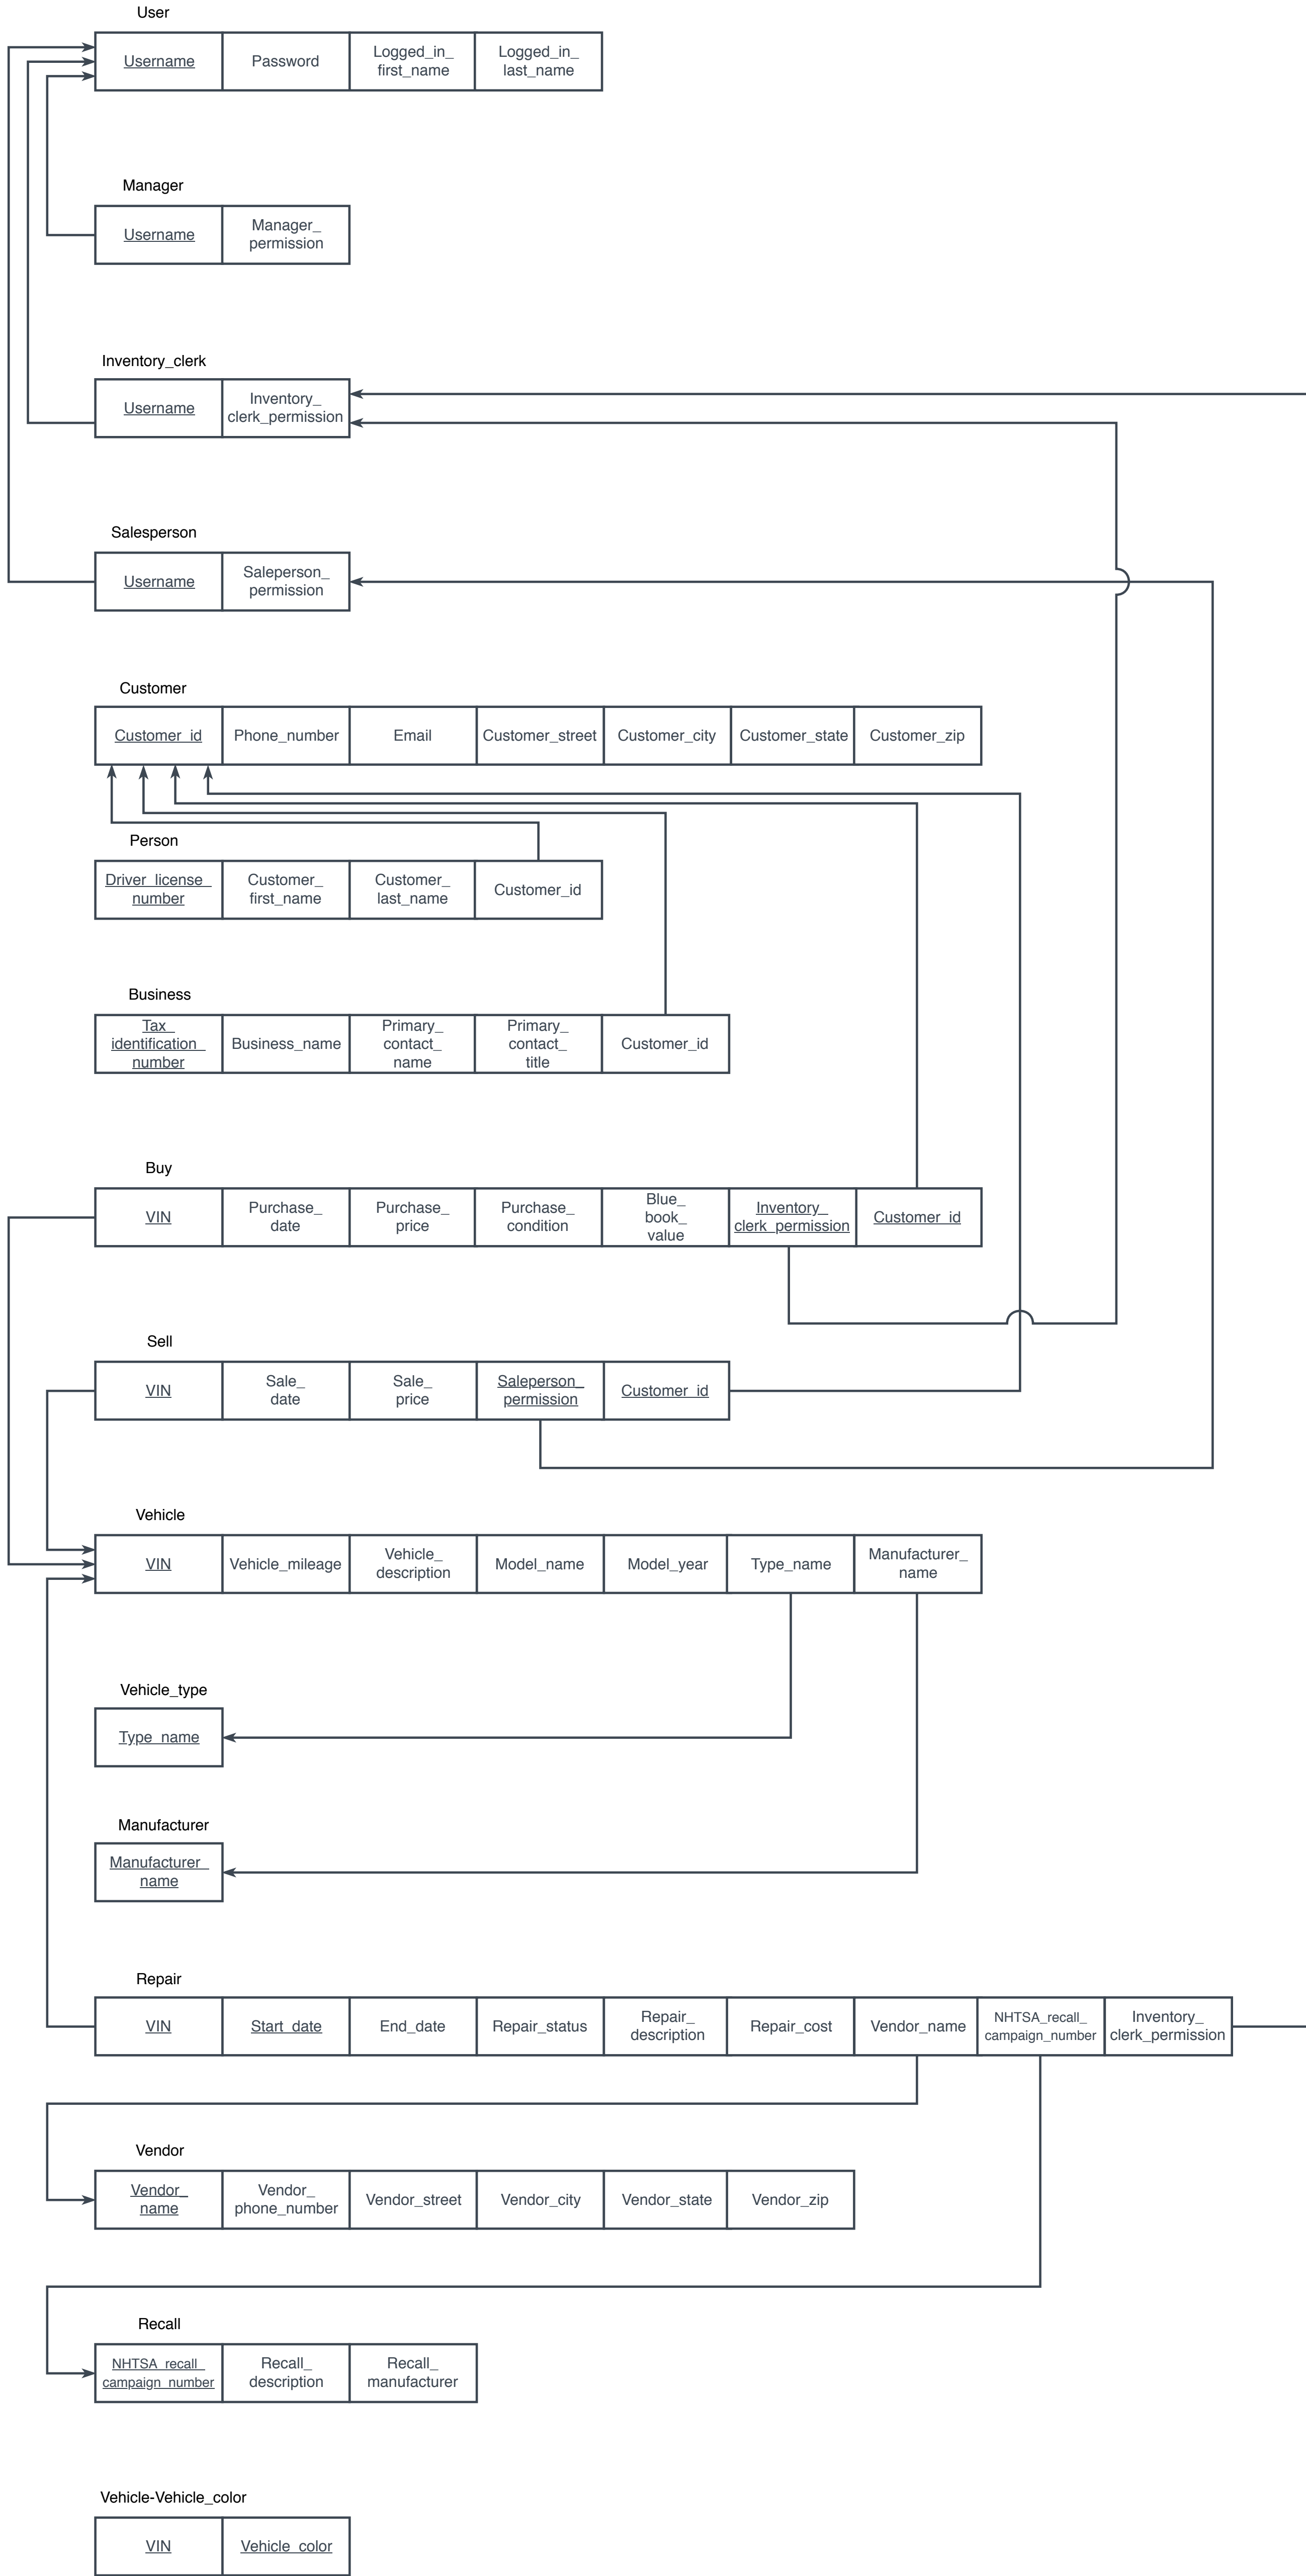 User
Username
Password
Logged_in_
first_name
Logged_in_
last_name
Manager
Username
Manager_
permission
Inventory_clerk
Username
Inventory_
clerk_permission
Salesperson
Username
Saleperson_
permission
Customer
Customer_id
Phone_number
Email
Customer_street
Customer_city
Customer_state
Customer_zip
Person
Driver_license_
number
Customer_
first_name
Customer_
last_name
Customer_id
Business
Tax_
identification_
number
Business_name
Primary_
contact_
name
Primary_
contact_
title
Customer_id
Buy
VIN
Purchase_
date
Purchase_
price
Purchase_
condition
Blue_
book_
value
Inventory_
clerk_permission
Customer_id
Sell
VIN
Sale_
date
Sale_
price
Saleperson_
permission
Customer_id
Vehicle
VIN
Vehicle_mileage
Vehicle_
description
Model_name
Model_year
Type_name
Manufacturer_
name
Vehicle_type
Type_name
Manufacturer
Manufacturer_
name
Repair
VIN
Start_date
End_date
Repair_status
Repair_
description
Repair_cost
Vendor_name
NHTSA_recall_
campaign_number
Inventory_
clerk_permission
Vendor
Vendor_
name
Vendor_
phone_number
Vendor_street
Vendor_city
Vendor_state
Vendor_zip
Recall
NHTSA_recall_
campaign_number
Recall_
description
Recall_
manufacturer
Vehicle-Vehicle_color
VIN
Vehicle_color